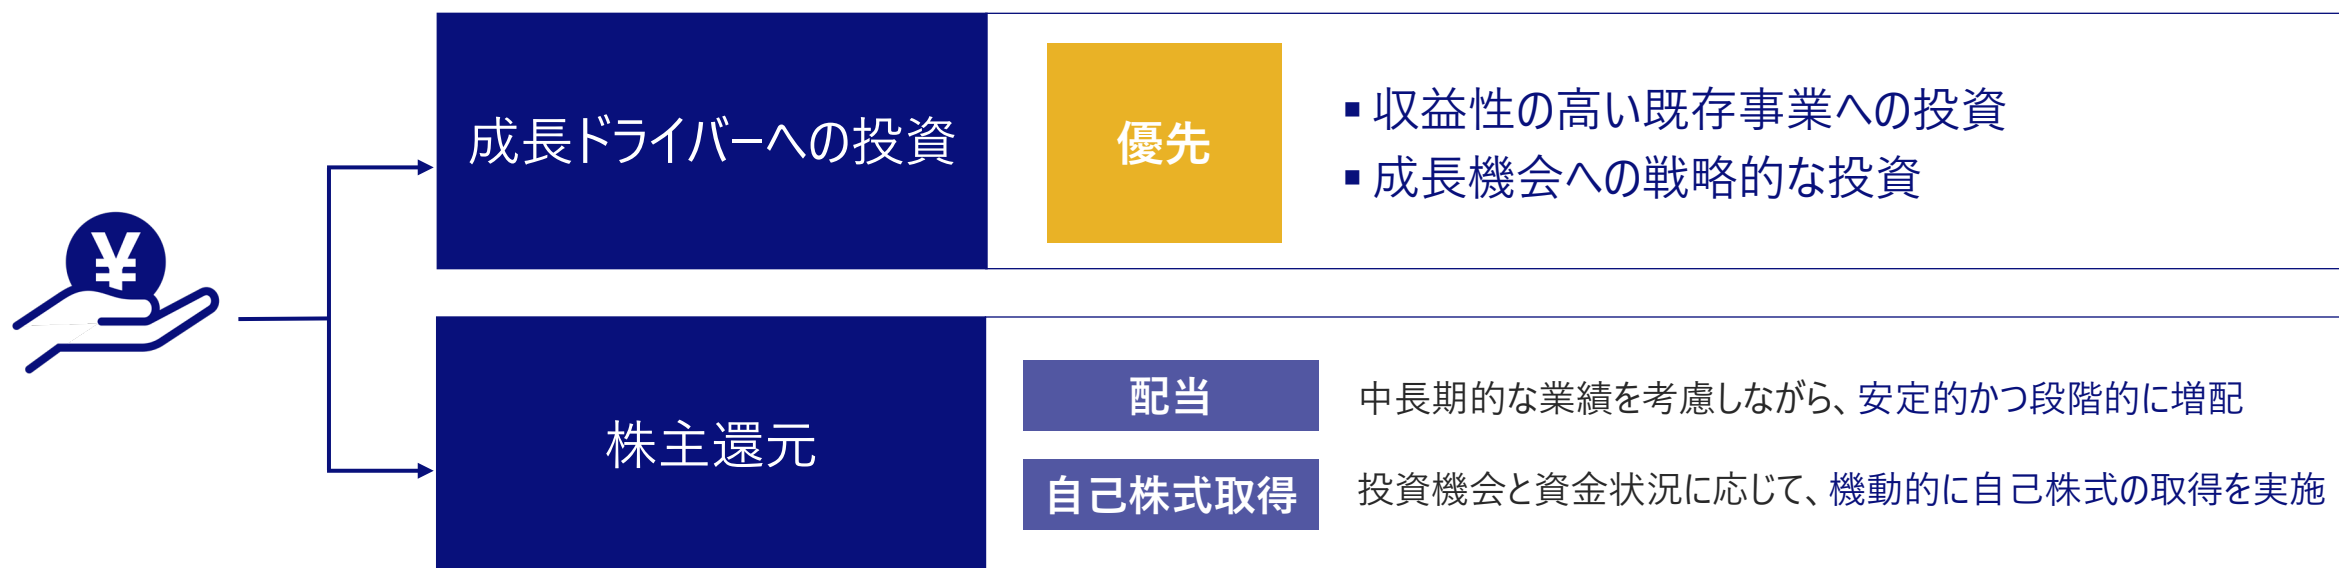 成長ドライバーへの投資
優先
▪収益性の高い既存事業への投資
▪成長機会への戦略的な投資
¥
株主還元
配当
中長期的な業績を考慮しながら、安定的かつ段階的に増配
自己株式取得
投資機会と資金状況に応じて、機動的に自己株式の取得を実施